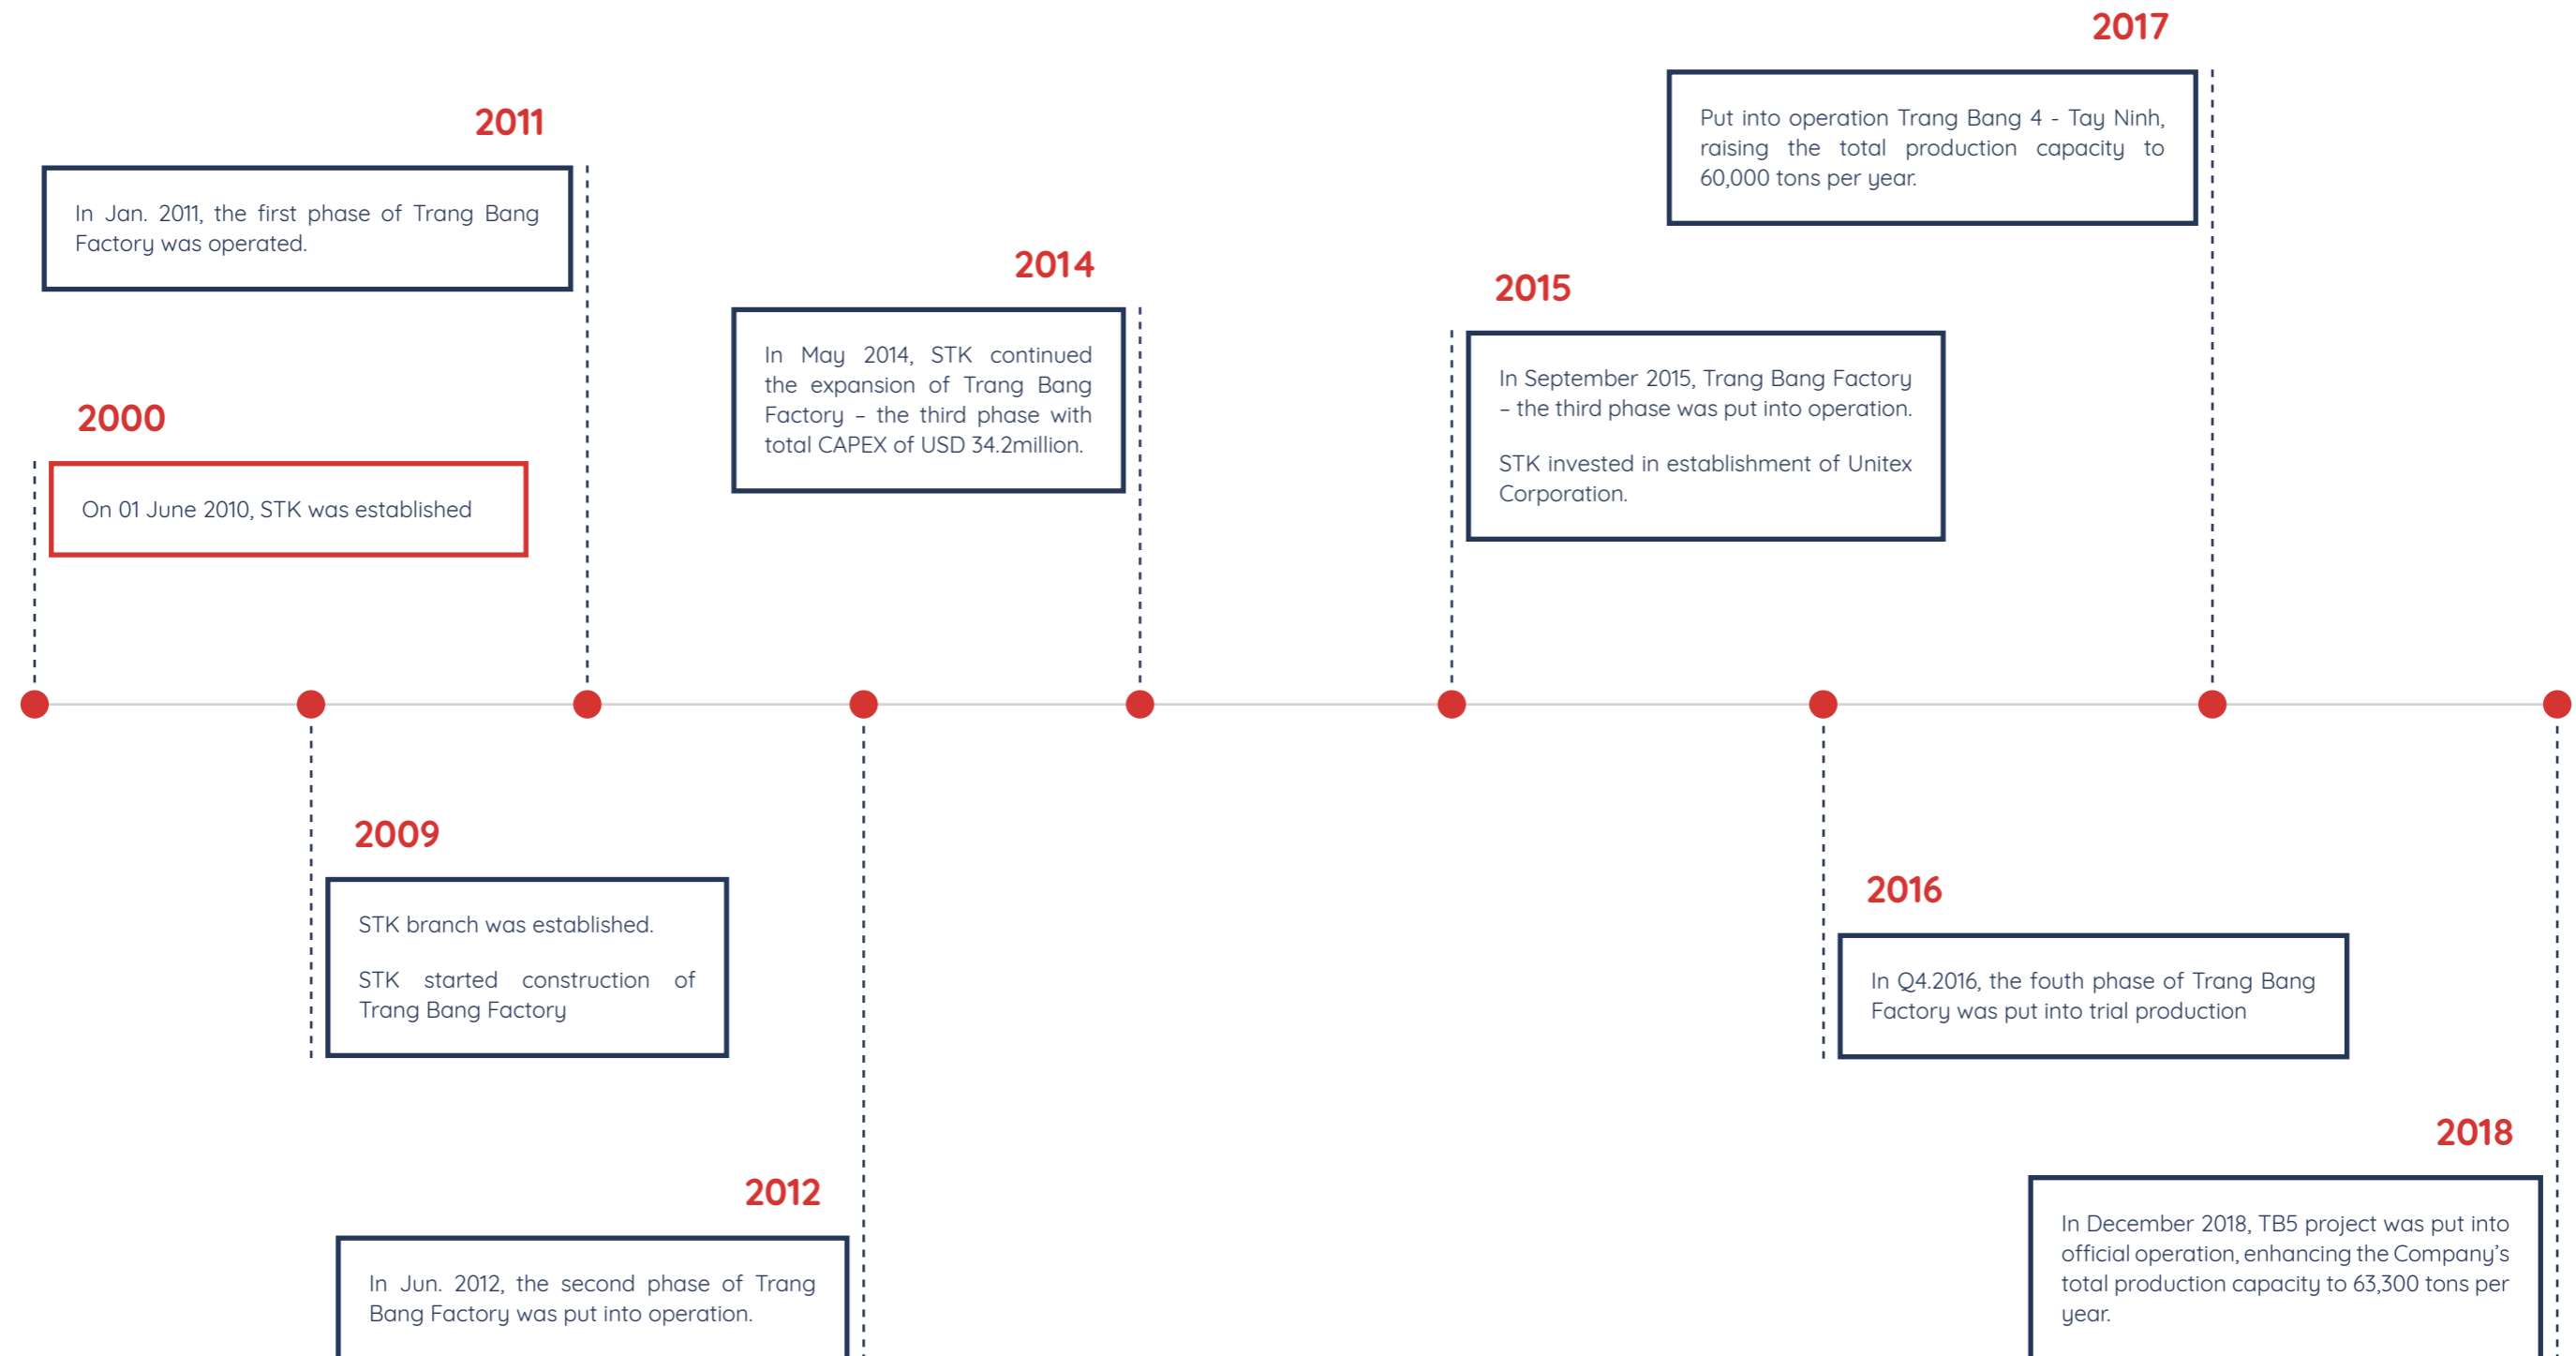 2017
Put into operation Trang Bang 4 - Tay Ninh,
raising the total production capacity to
60,000 tons per year.
2011
In Jan. 2011, the first phase of Trang Bang
Factory was operated.
2014
In May 2014, STK continued
the expansion of Trang Bang
Factory – the third phase with
total CAPEX of USD 34.2million.
2015
In September 2015, Trang Bang Factory
– the third phase was put into operation.
STK invested in establishment of Unitex
Corporation.
2000
On 01 June 2010, STK was established
2009
STK branch was established.
STK started construction of
Trang Bang Factory
2016
In Q4.2016, the fouth phase of Trang Bang
Factory was put into trial production
2018
In December 2018, TB5 project was put into
official operation, enhancing the Company’s
total production capacity to 63,300 tons per
year.
2012
In Jun. 2012, the second phase of Trang
Bang Factory was put into operation.